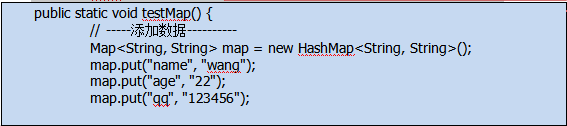 public static void testMap() {
// -----添加数据----------
Map<String, String> map = new HashMap<String, String>();
map.put("name", "wang");
map.put("age", "22");
map.put("qq", "123456");